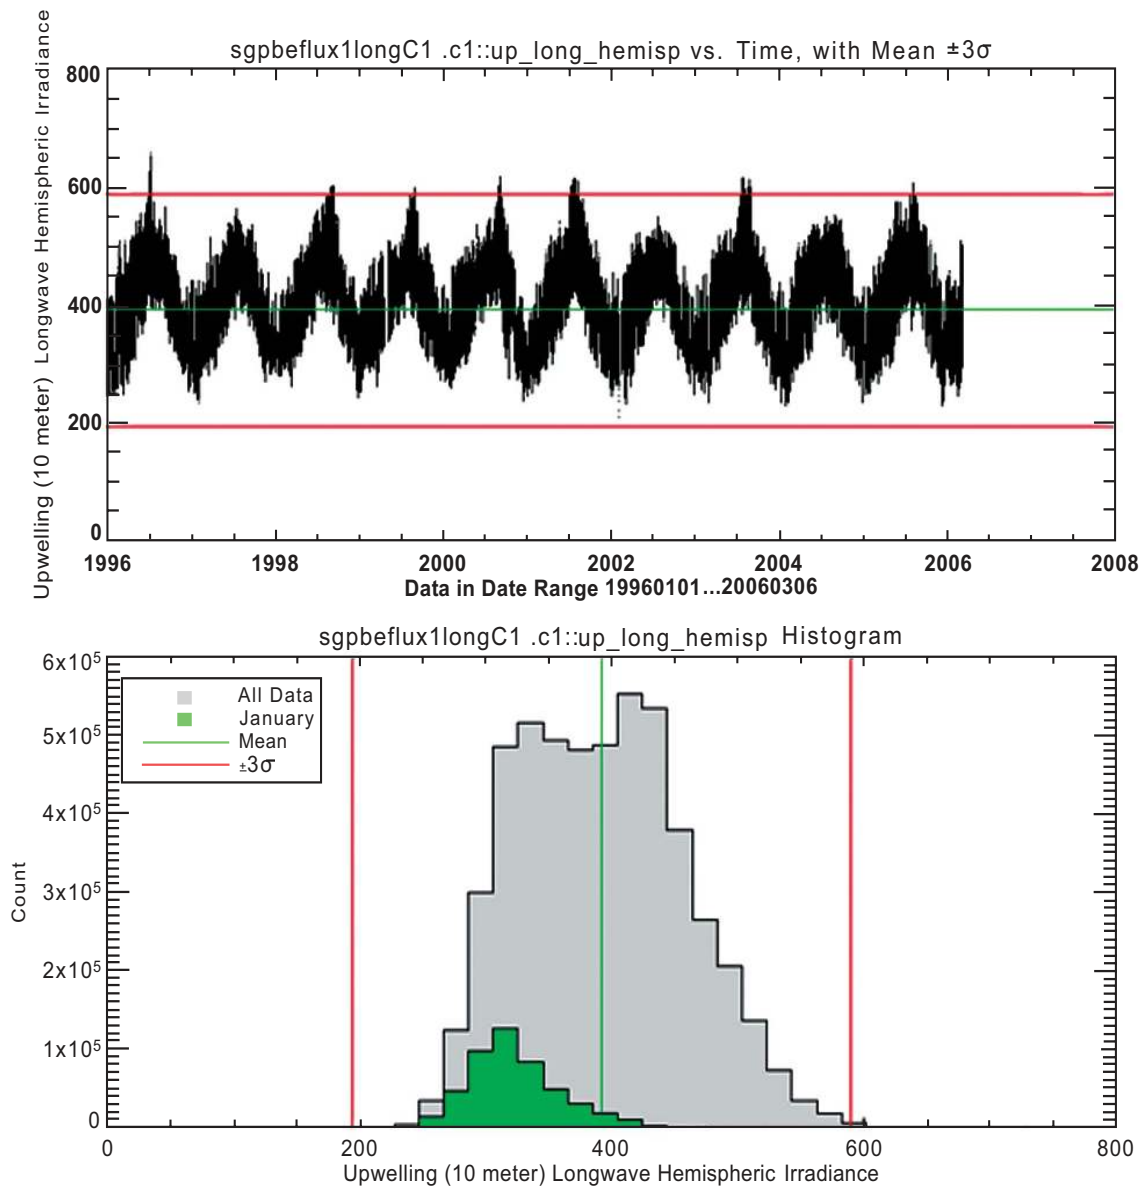 sgpbeflux1longC1 .c1::up_long_hemisp vs. Time, with Mean ±3σ
Upwelling (10 meter) Longwave Hemispheric Irradiance
800
600
400
200
0
1996 1998 2000 2002 2004 2006 2008
Data in Date Range 19960101...20060306
sgpbeflux1longC1 .c1::up_long_hemisp Histogram
Count
6x10⁵
5x10⁵
4x10⁵
3x10⁵
2x10⁵
1x10⁵
0
All Data
January
Mean
±3σ
0 200 400 600 800
Upwelling (10 meter) Longwave Hemispheric Irradiance